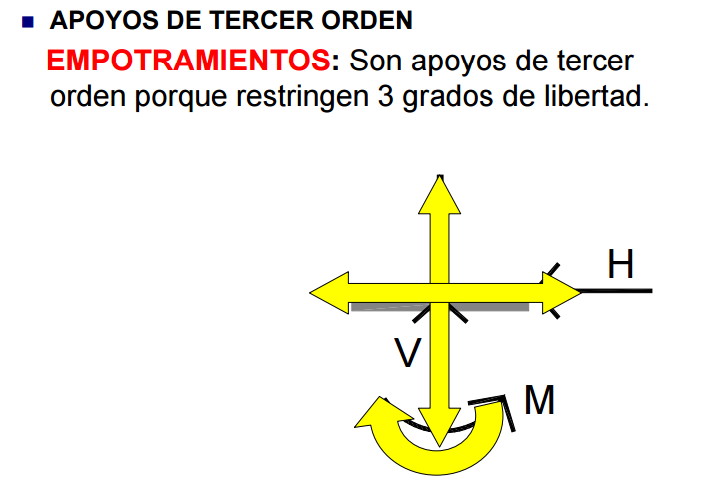 APOYOS DE TERCER ORDEN
EMPOTRAMIENTOS: Son apoyos de tercer
orden porque restringen 3 grados de libertad.
H
V
M